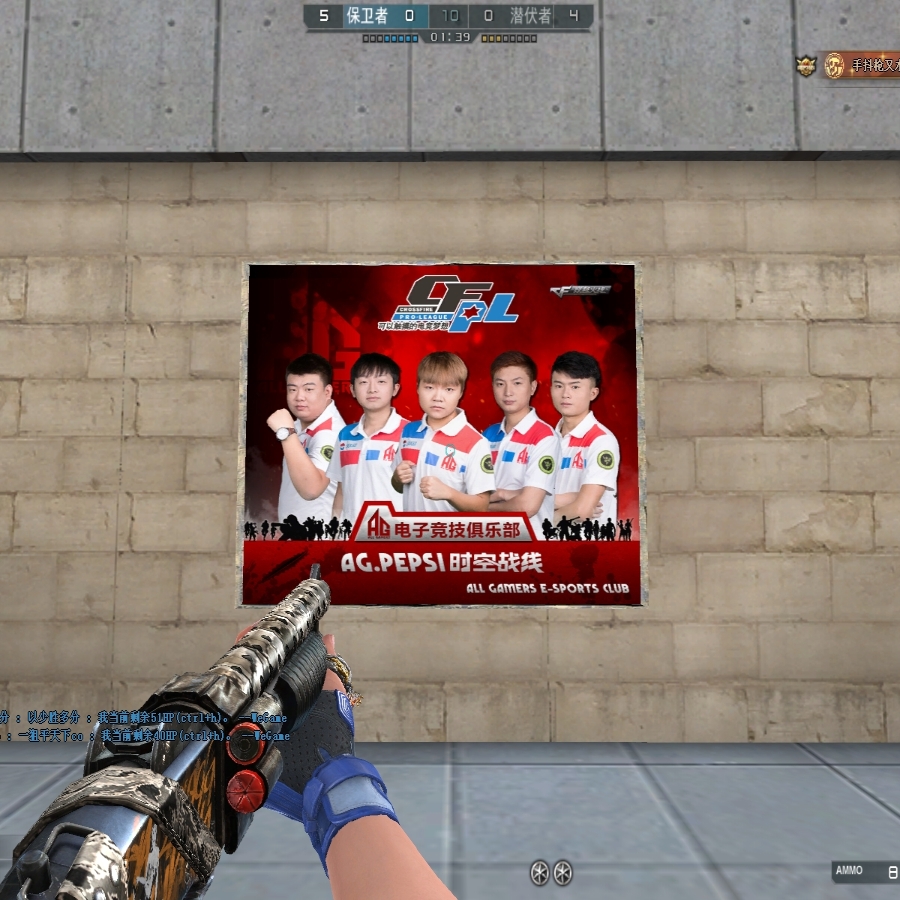 5 保卫者 0 10 0 潜伏者 4
01:39
手抖枪又
CFPL
CROSSFIRE
PRO·LEAGUE
可以触摸的电竞梦想
AG 电子竞技俱乐部
AG.PEPSI 时空战线
ALL GAMERS E-SPORTS CLUB
分 : 以少胜多分 : 我当前剩余51HP(ctrl+h)。 —WeGame
: 一狙平天下co : 我当前剩余40HP(ctrl+h)。 —WeGame
AMMO 8